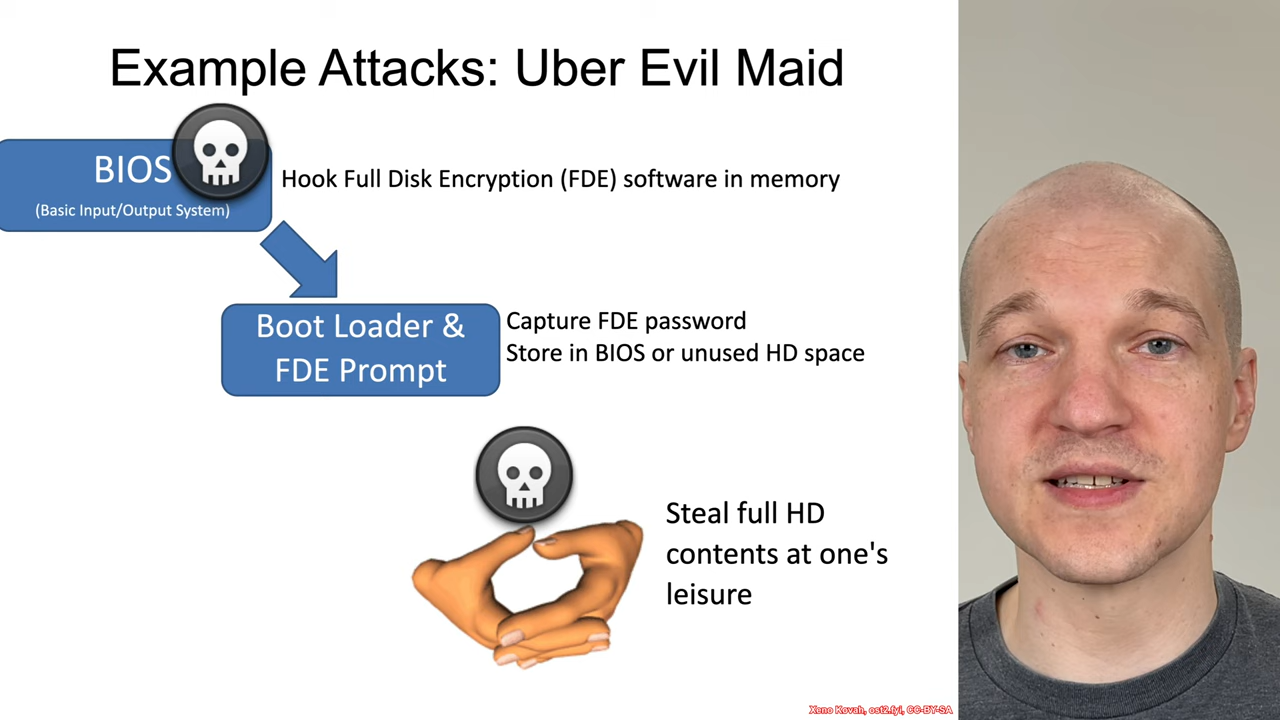 Example Attacks: Uber Evil Maid
BIOS
(Basic Input/Output System)
Hook Full Disk Encryption (FDE) software in memory
Boot Loader &
FDE Prompt
Capture FDE password
Store in BIOS or unused HD space
Steal full HD
contents at one's
leisure
Xeno Kovah, ost2.fyi, CC-BY-SA